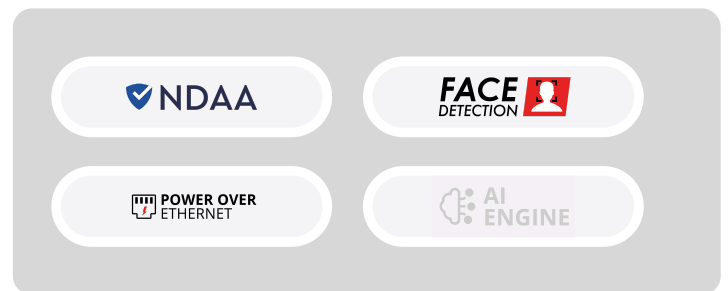 NDAA
FACE
DETECTION
POWER OVER
ETHERNET
AI
ENGINE